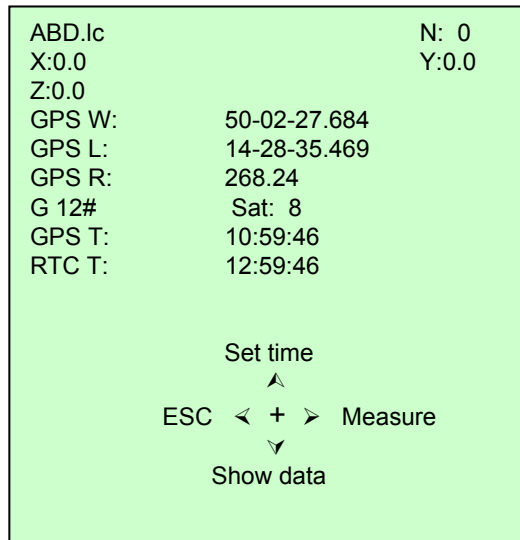 ABD.lc N: 0
X:0.0 Y:0.0
Z:0.0
GPS W: 50-02-27.684
GPS L: 14-28-35.469
GPS R: 268.24
G 12# Sat: 8
GPS T: 10:59:46
RTC T: 12:59:46
Set time
ESC + Measure
Show data